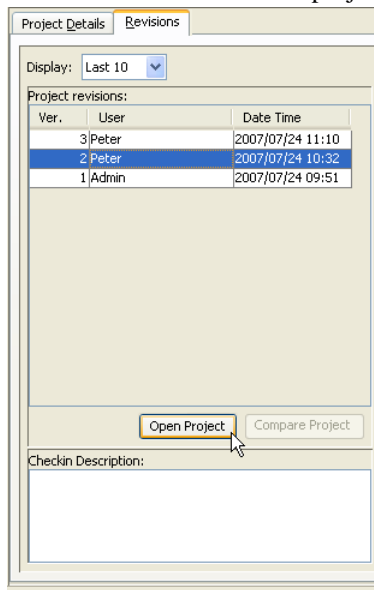 proj
Project Details Revisions
Display: Last 10
Project revisions:
Ver. User Date Time
3 Peter 2007/07/24 11:10
2 Peter 2007/07/24 10:32
1 Admin 2007/07/24 09:51
Open Project Compare Project
Checkin Description: